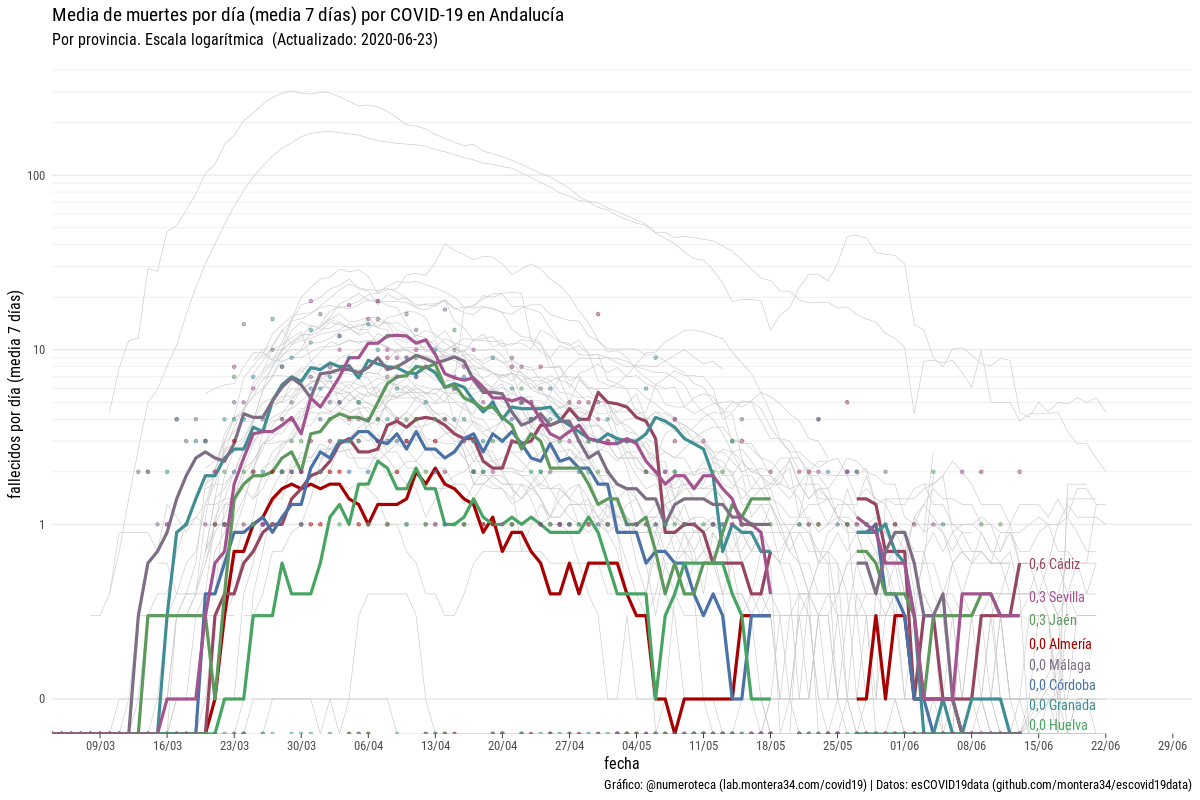 Media de muertes por día (media 7 días) por COVID-19 en Andalucía
Por provincia. Escala logarítmica (Actualizado: 2020-06-23)
fallecidos por día (media 7 días)
100
10
1
0
0,6 Cádiz
0,3 Sevilla
0,3 Jaén
0,0 Almería
0,0 Málaga
0,0 Córdoba
0,0 Granada
0,0 Huelva
09/03 16/03 23/03 30/03 06/04 13/04 20/04 27/04 04/05 11/05 18/05 25/05 01/06 08/06 15/06 22/06 29/06
fecha
Gráfico: @numeroteca (lab.montera34.com/covid19) | Datos: esCOVID19data (github.com/montera34/escovid19data)